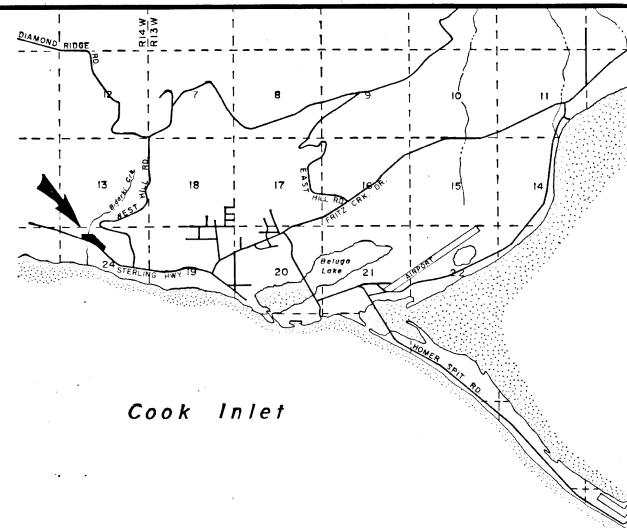 DIAMOND RIDGE
RD
R14W
R13W
12
7
8
9
10
11
13
18
17
16
15
14
WEST HILL RD
EAST
HILL RD
FRITZ CRK. DR.
24
STERLING HWY
19
20
Beluga
Lake
21
AIRPORT
22
HOMER SPIT RD
Cook Inlet